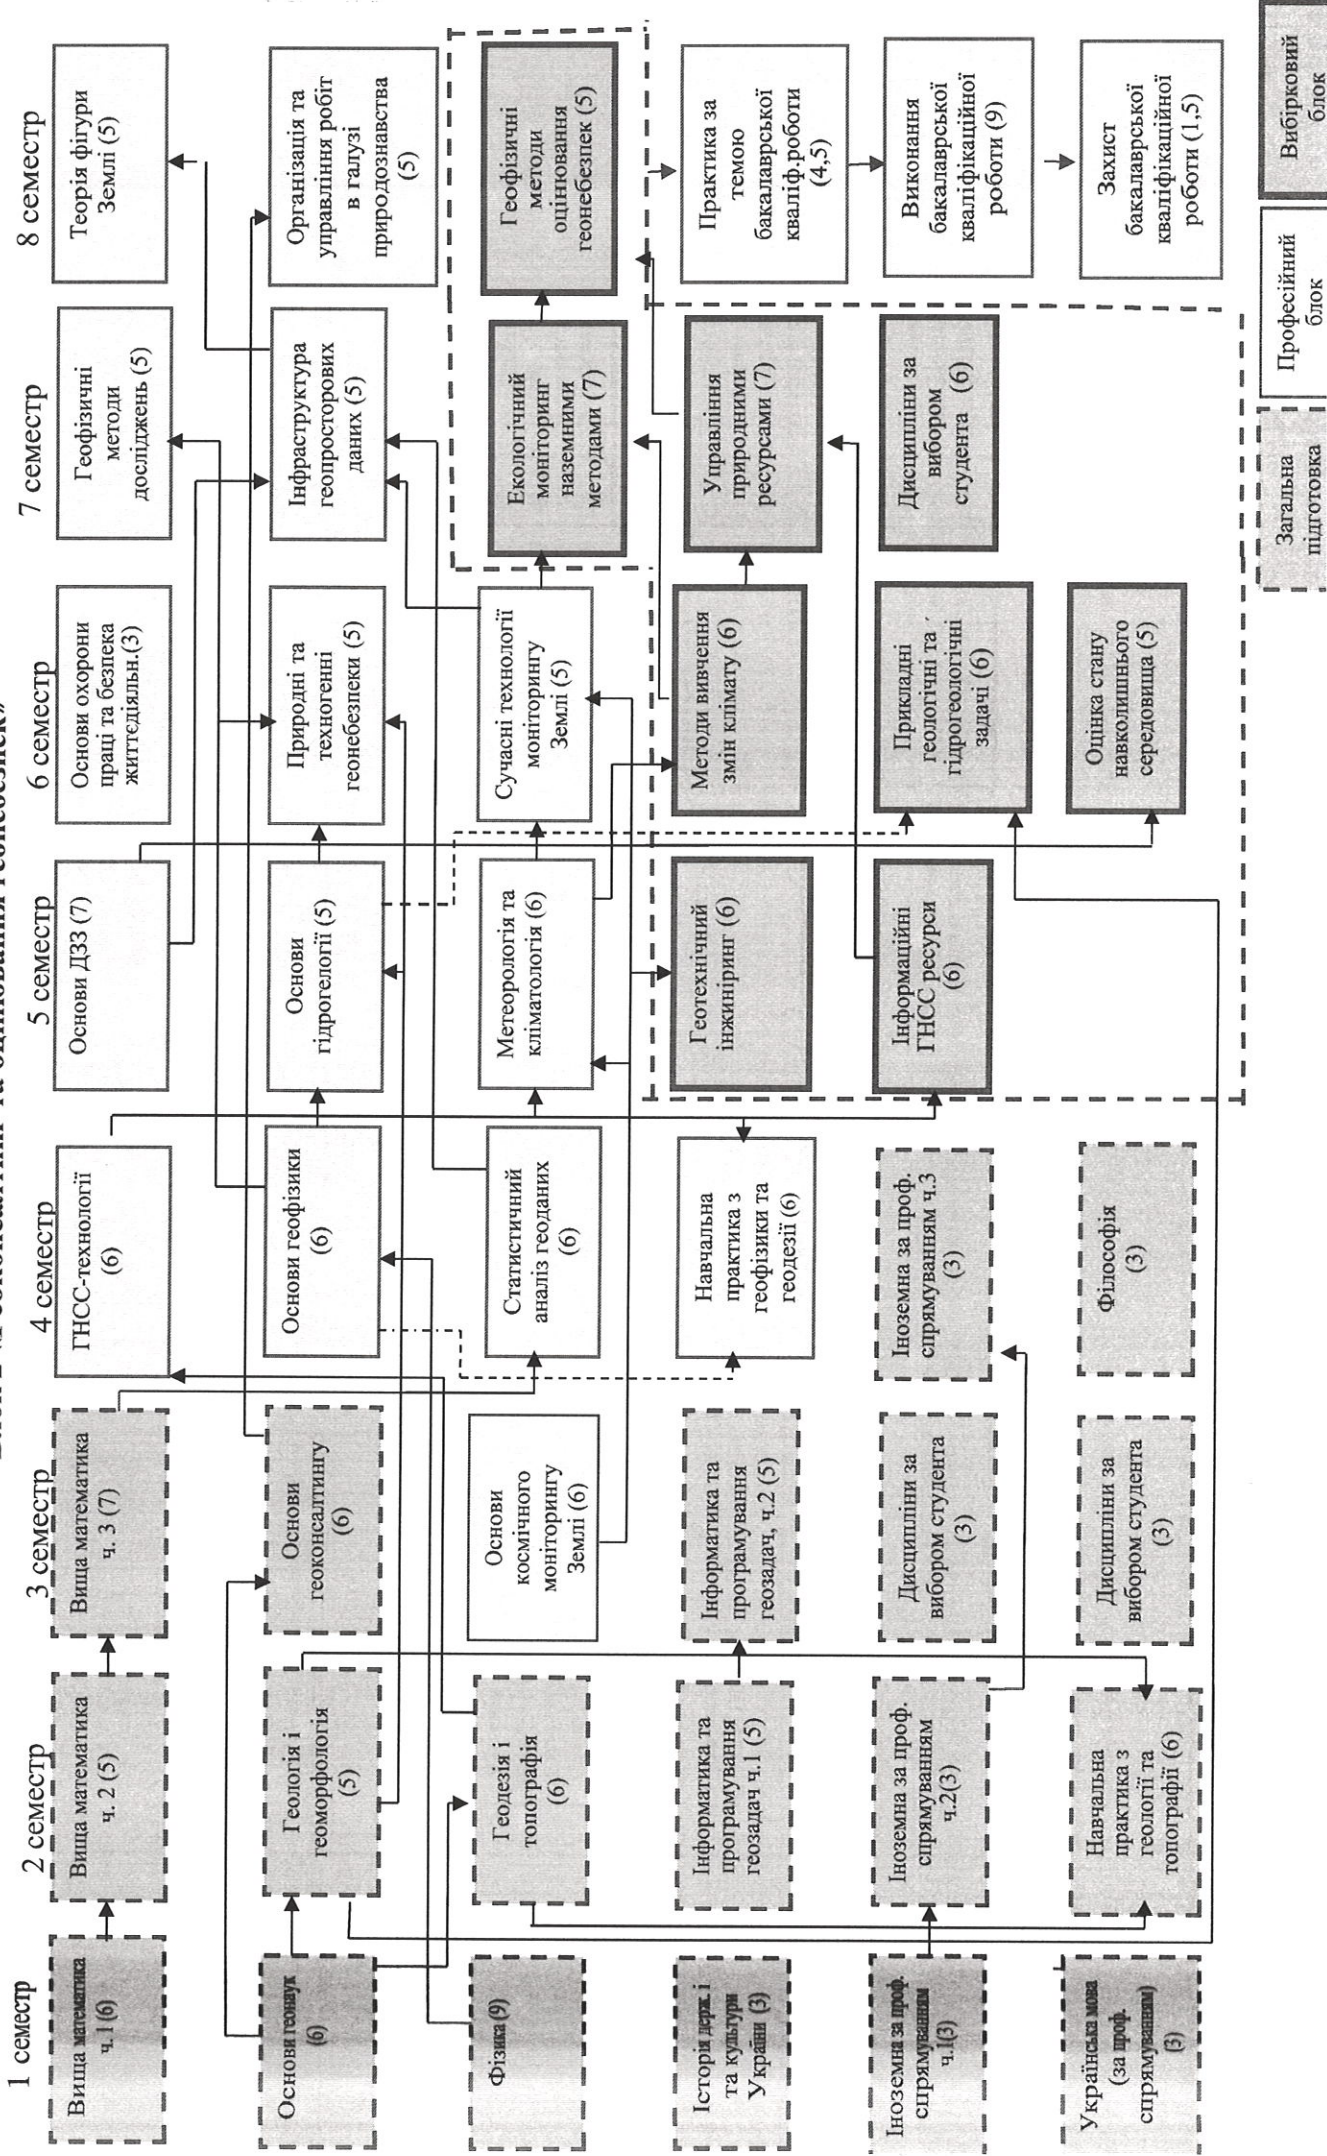 1 семестр
Вища математика
ч. 1 (6)
Основи геонаук
(6)
Фізика (9)
Історія держ. і
та культури
України (3)
Іноземна за проф.
спрямуванням
ч.1(3)
Українська мова
(за проф.
спрямуванням)
(3)
2 семестр
Вища математика
ч. 2 (5)
Геологія і
геоморфологія
(5)
Геодезія і
топографія
(6)
Інформатика та
програмування
геозадач ч.1 (5)
Іноземна за проф.
спрямуванням
ч.2(3)
Навчальна
практика з
геології та
топографії (6)
3 семестр
Вища математика
ч. 3 (7)
Основи
геоконсалтингу
(6)
Основи
космічного
моніторингу
Землі (6)
Інформатика та
програмування
геозадач, ч.2 (5)
Дисципліни за
вибором студента
(3)
Дисципліни за
вибором студента
(3)
4 семестр
ГНСС-технології
(6)
Основи геофізики
(6)
Статистичний
аналіз геоданих
(6)
Навчальна
практика з
геофізики та
геодезії (6)
Іноземна за проф.
спрямуванням ч.3
(3)
Філософія
(3)
5 семестр
Основи ДЗЗ (7)
Основи
гідрогелогії (5)
Метеорологія та
кліматологія (6)
Геотехнічний
інжиніринг (6)
Інформаційні
ГНСС ресурси
(6)
6 семестр
Основи охорони
праці та безпека
життєдіяльн.(3)
Природні та
техногенні
геонебезпеки (5)
Сучасні технології
моніторингу
Землі (5)
Методи вивчення
змін клімату (6)
Прикладні
геологічні та
гідрогеологічні
задачі (6)
Оцінка стану
навколишнього
середовища (5)
7 семестр
Геофізичні
методи
досліджень (5)
Інфраструктура
геопросторових
даних (5)
Екологічний
моніторинг
наземними
методами (7)
Управління
природними
ресурсами (7)
Дисципліни за
вибором
студента (6)
8 семестр
Теорія фігури
Землі (5)
Організація та
управління робіт
в галузі
природознавства
(5)
Геофізичні
методи
оцінювання
геонебезпек (5)
Практика за
темою
бакалаврської
кваліф.роботи
(4,5)
Виконання
бакалаврської
кваліфікаційної
роботи (9)
Захист
бакалаврської
кваліфікаційної
роботи (1,5)
Загальна
підготовка
Професійний
блок
Вибірковий
блок